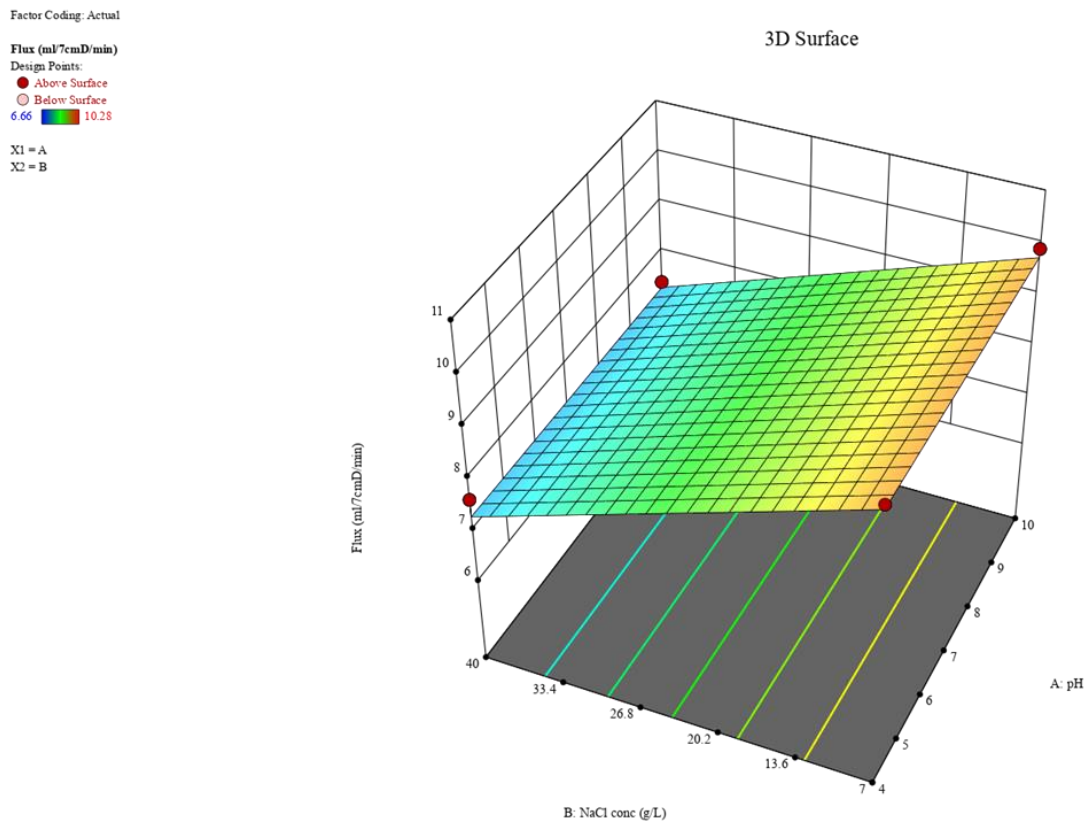 Factor Coding: Actual
Flux (ml/7cmD/min)
Design Points:
Above Surface
Below Surface
6.66 10.28
X1 = A
X2 = B
3D Surface
11
10
9
8
7
6
Flux (ml/7cmD/min)
40
33.4
26.8
20.2
13.6
7
B: NaCl conc (g/L)
4
5
6
7
8
9
10
A: pH